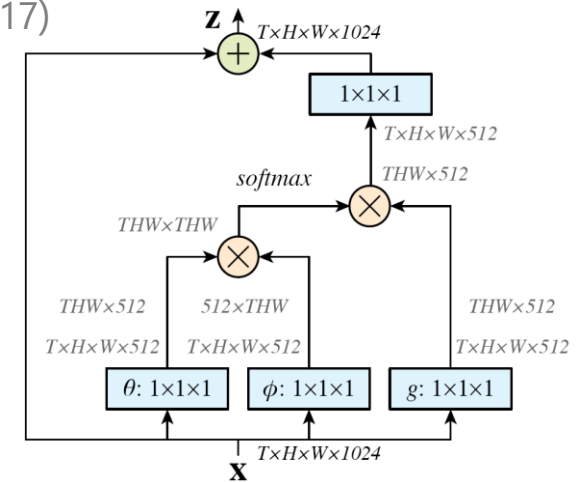 17)
z
T×H×W×1024
+
1×1×1
T×H×W×512
THW×512
softmax
×
THW×THW
×
THW×512
512×THW
THW×512
T×H×W×512
T×H×W×512
T×H×W×512
θ: 1×1×1
ϕ: 1×1×1
g: 1×1×1
x
T×H×W×1024